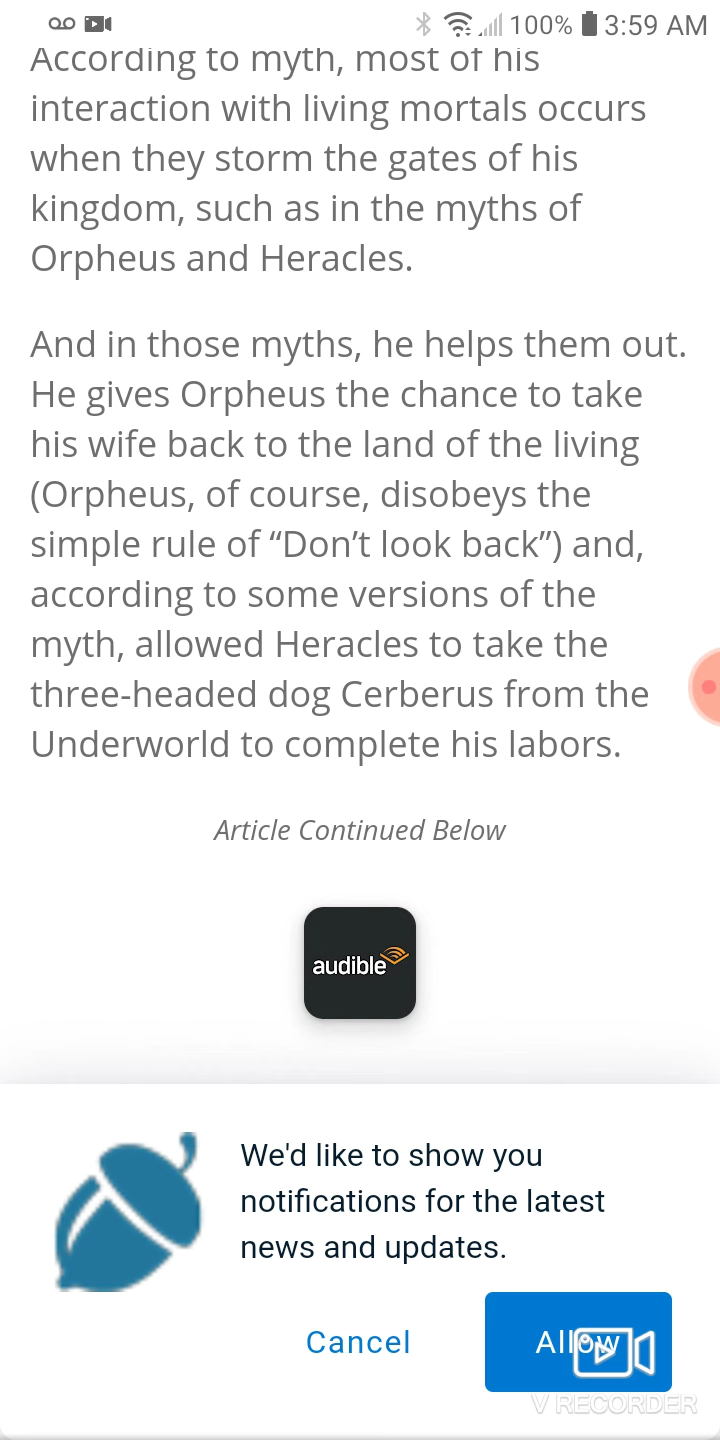 100% 3:59 AM
According to myth, most of his
interaction with living mortals occurs
when they storm the gates of his
kingdom, such as in the myths of
Orpheus and Heracles.
And in those myths, he helps them out.
He gives Orpheus the chance to take
his wife back to the land of the living
(Orpheus, of course, disobeys the
simple rule of “Don’t look back”) and,
according to some versions of the
myth, allowed Heracles to take the
three-headed dog Cerberus from the
Underworld to complete his labors.
Article Continued Below
audible
We'd like to show you
notifications for the latest
news and updates.
Cancel
Allow
V RECORDER